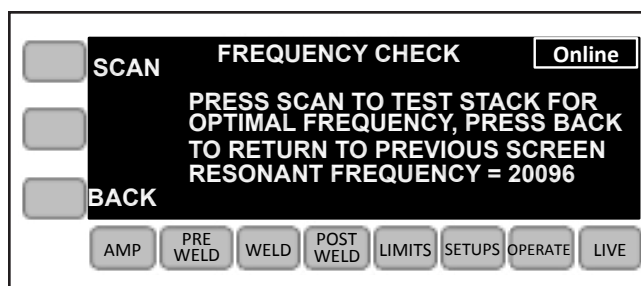 FREQUENCY CHECK
Online
SCAN
PRESS SCAN TO TEST STACK FOR
OPTIMAL FREQUENCY, PRESS BACK
TO RETURN TO PREVIOUS SCREEN
RESONANT FREQUENCY = 20096
BACK
AMP
PRE
WELD
WELD
POST
WELD
LIMITS
SETUPS
OPERATE
LIVE